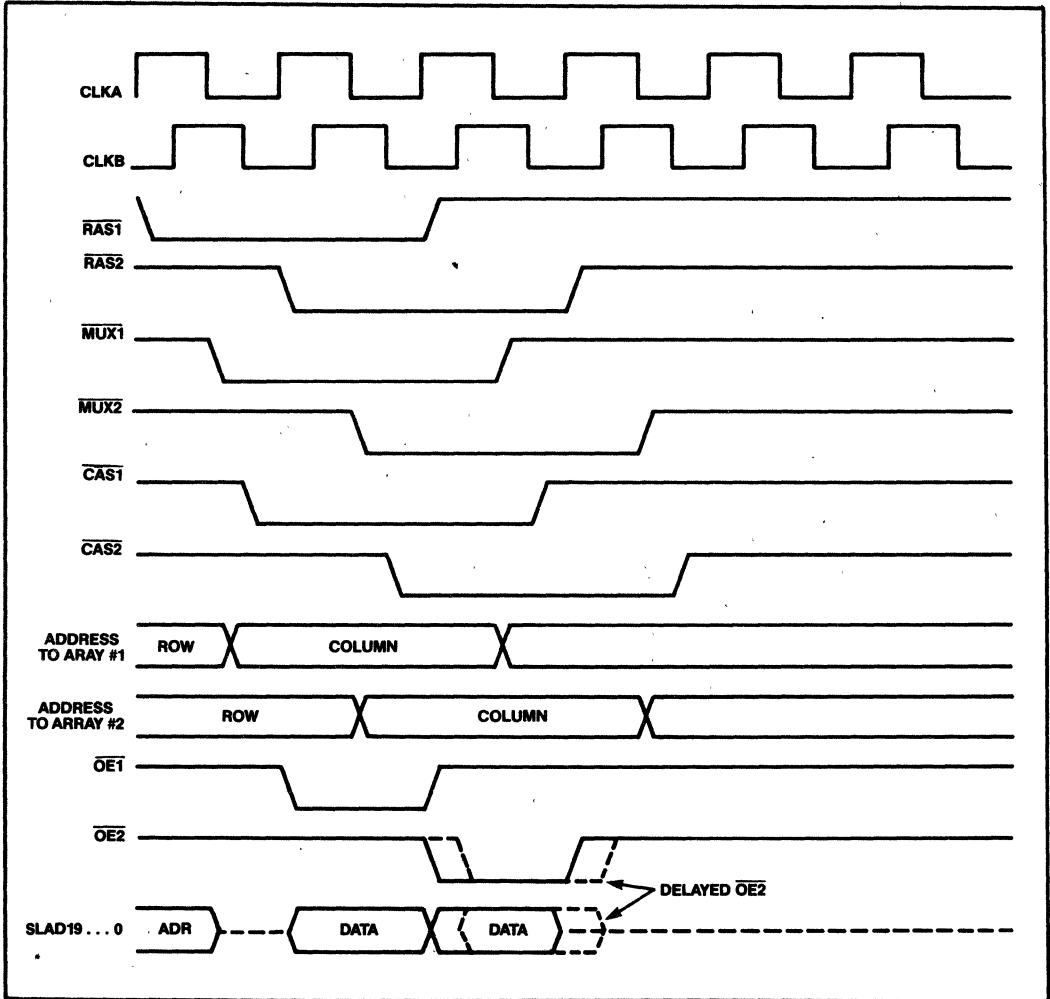 CLKA
CLKB
RAS1
RAS2
MUX1
MUX2
CAS1
CAS2
ADDRESS
TO ARAY #1
ROW
COLUMN
ADDRESS
TO ARRAY #2
ROW
COLUMN
OE1
OE2
DELAYED OE2
SLAD19 . . . 0
ADR
DATA
DATA